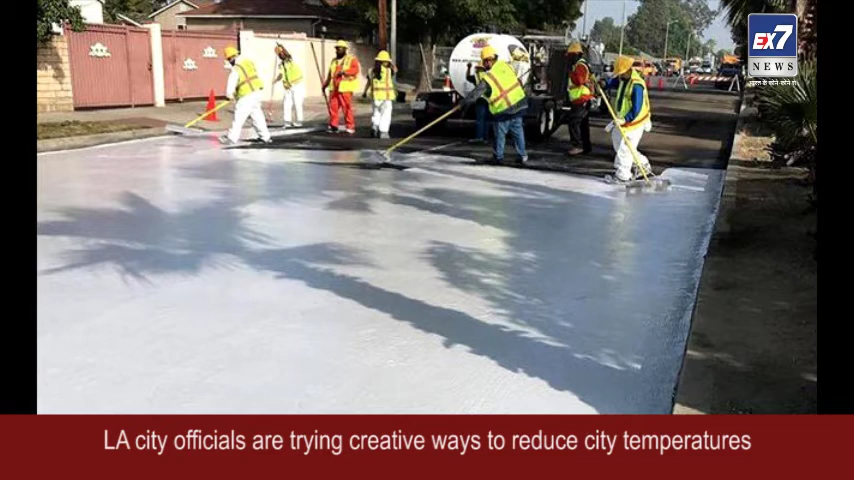 EX7
NEWS
LA city officials are trying creative ways to reduce city temperatures